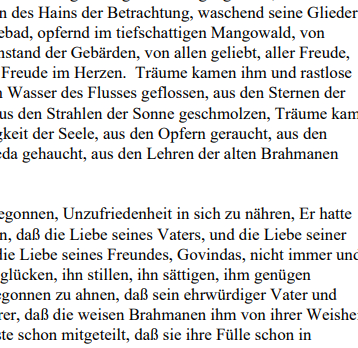 n des Hains der Betrachtung, waschend seine Glieder
ebad, opfernd im tiefschattigen Mangowald, von
nstand der Gebärden, von allen geliebt, aller Freude,
Freude im Herzen. Träume kamen ihm und rastlose
n Wasser des Flusses geflossen, aus den Sternen der
us den Strahlen der Sonne geschmolzen, Träume kam
gkeit der Seele, aus den Opfern geraucht, aus den
eda gehaucht, aus den Lehren der alten Brahmanen
egonnen, Unzufriedenheit in sich zu nähren, Er hatte
n, daß die Liebe seines Vaters, und die Liebe seiner
die Liebe seines Freundes, Govindas, nicht immer und
glücken, ihn stillen, ihn sättigen, ihm genügen
egonnen zu ahnen, daß sein ehrwürdiger Vater und
rer, daß die weisen Brahmanen ihm von ihrer Weishe
te schon mitgeteilt, daß sie ihre Fülle schon in